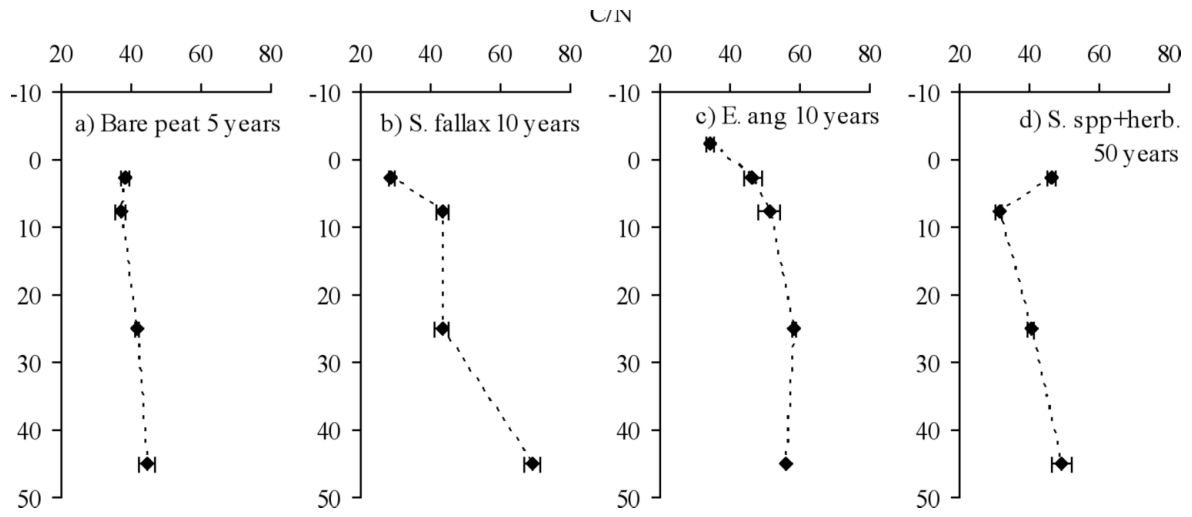 C/N
20 40 60 80 20 40 60 80 20 40 60 80 20 40 60 80
-10 -10 -10 -10
a) Bare peat 5 years b) S. fallax 10 years c) E. ang 10 years d) S. spp+herb.
50 years
0 0 0 0
10 10 10 10
20 20 20 20
30 30 30 30
40 40 40 40
50 50 50 50